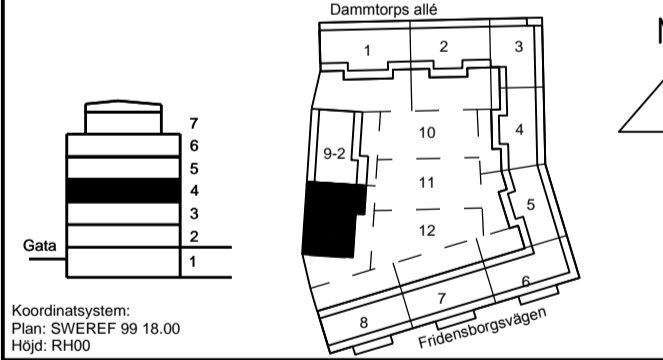 Dammtorps allé
1
2
3
4
5
6
7
8
9-2
10
11
12
Fridensborgsvägen
N
7
6
5
4
3
2
1
Gata
Koordinatsystem:
Plan: SWEREF 99 18.00
Höjd: RH00